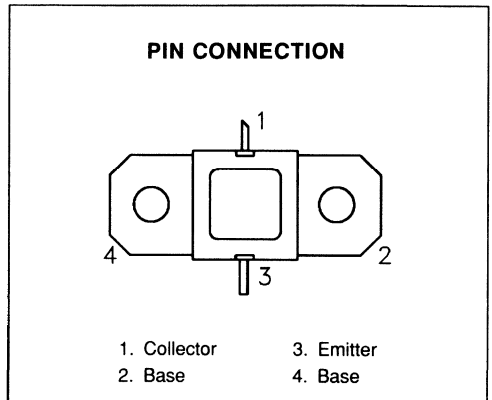 PIN CONNECTION
1
4
2
3
1. Collector 3. Emitter
2. Base 4. Base